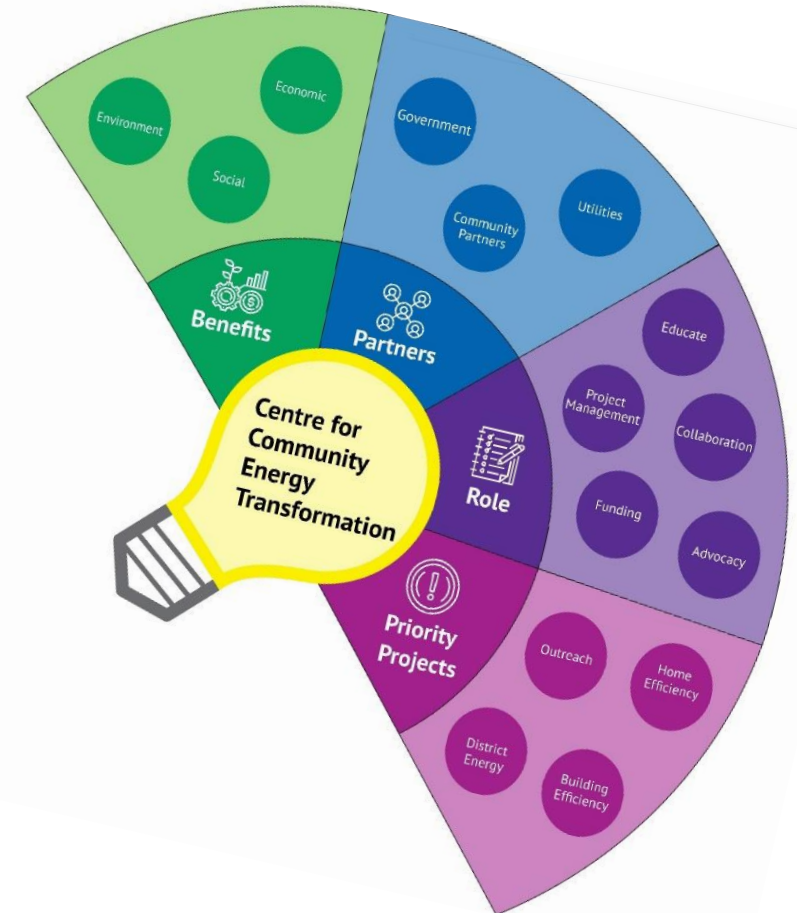 Environment
Economic
Social
Benefits
Government
Community
Partners
Utilities
Partners
Educate
Project
Management
Collaboration
Funding
Advocacy
Role
Centre for
Community
Energy
Transformation
Priority
Projects
Outreach
Home
Efficiency
District
Energy
Building
Efficiency